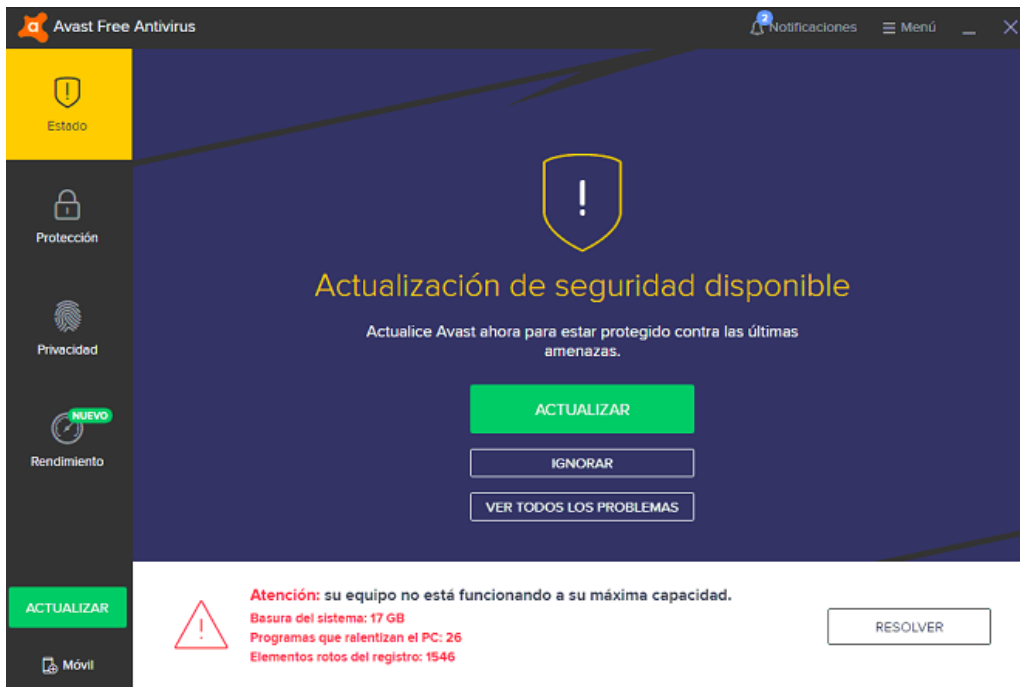 Avast Free Antivirus
2
Notificaciones
Menú
Estado
Protección
Privacidad
NUEVO
Rendimiento
Actualización de seguridad disponible
Actualice Avast ahora para estar protegido contra las últimas
amenazas.
ACTUALIZAR
IGNORAR
VER TODOS LOS PROBLEMAS
ACTUALIZAR
Móvil
Atención: su equipo no está funcionando a su máxima capacidad.
Basura del sistema: 17 GB
Programas que ralentizan el PC: 26
Elementos rotos del registro: 1546
RESOLVER